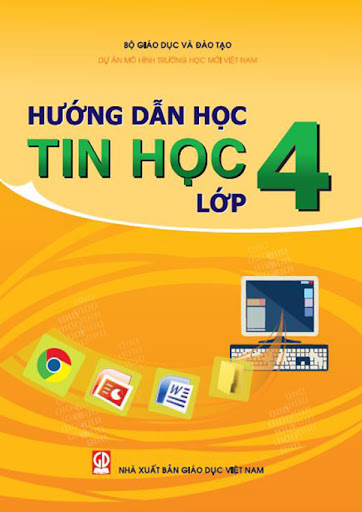 BỘ GIÁO DỤC VÀ ĐÀO TẠO
DỰ ÁN MÔ HÌNH TRƯỜNG HỌC MỚI VIỆT NAM
HƯỚNG DẪN HỌC
TIN HỌC
LỚP 4
NHÀ XUẤT BẢN GIÁO DỤC VIỆT NAM